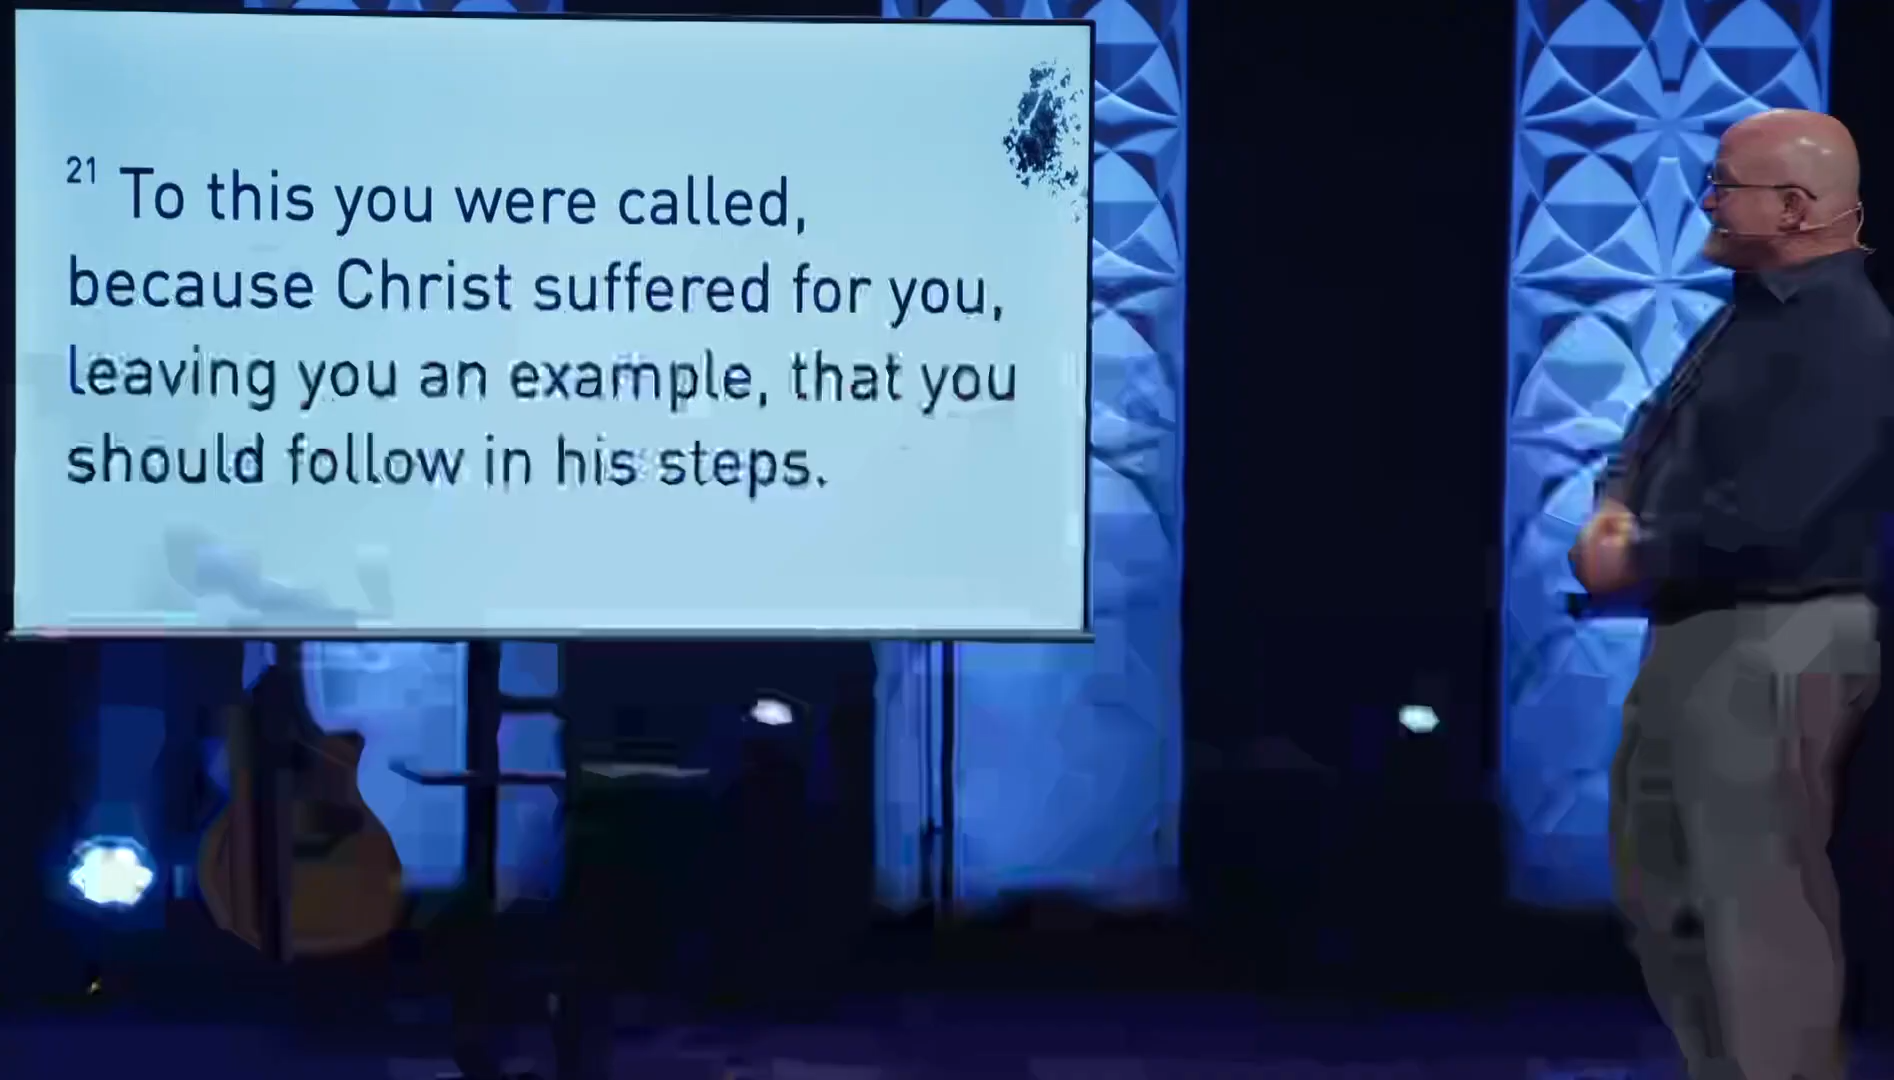 21 To this you were called,
because Christ suffered for you,
leaving you an example, that you
should follow in his steps.